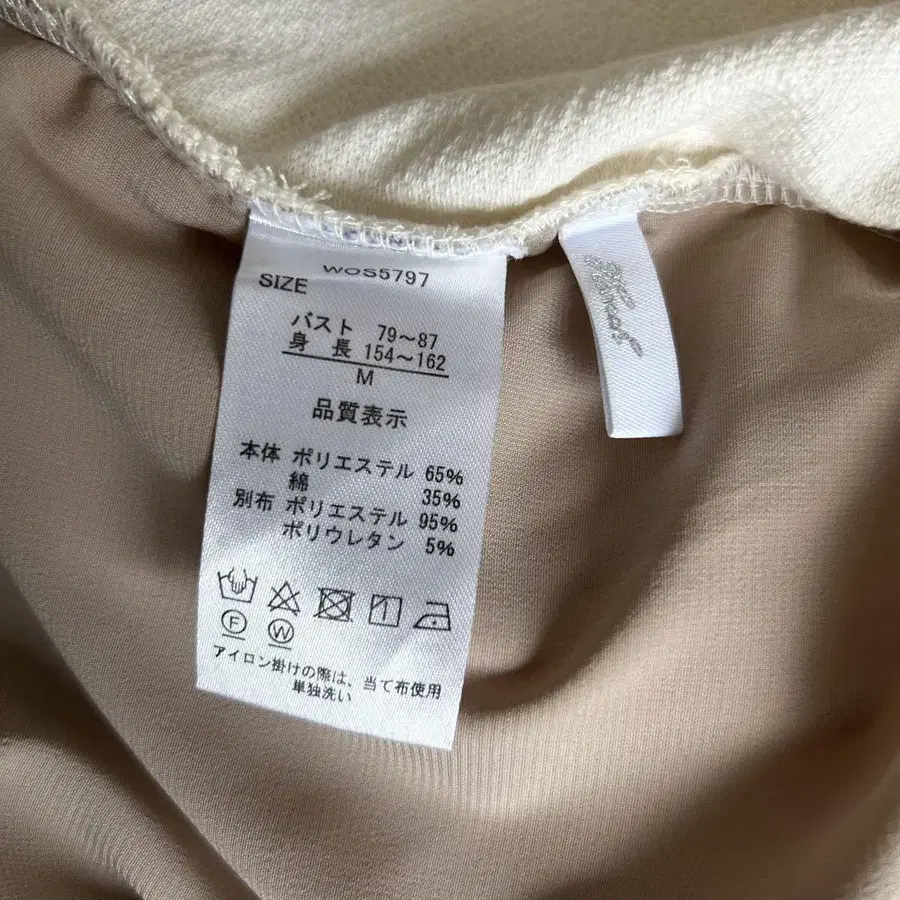 WOS5797
SIZE
バスト 79～87
身 長 154～162
M
品質表示
本体 ポリエステル 65%
綿 35%
別布 ポリエステル 95%
ポリウレタン 5%
F W
アイロン掛けの際は、当て布使用
単独洗い